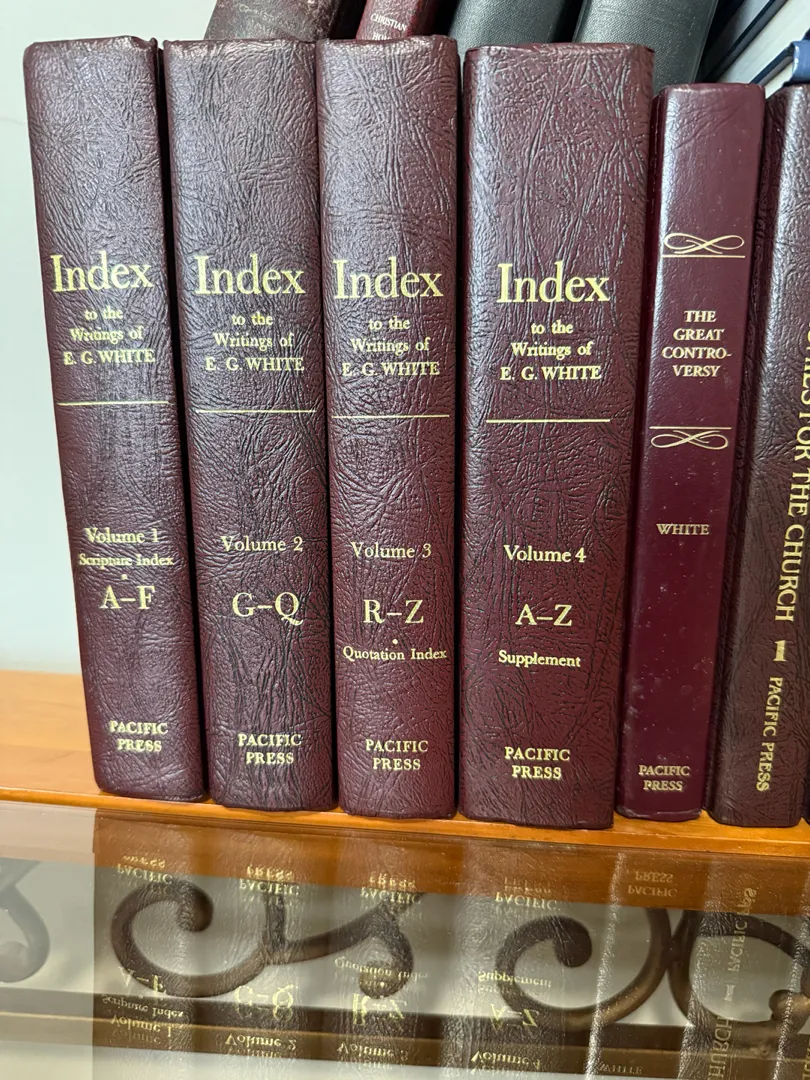 CHRISTIAN
Index
to the
Writings of
E. G. WHITE
Volume 1
Scripture Index
•
A–F
PACIFIC
PRESS
Index
to the
Writings of
E. G. WHITE
Volume 2
G–Q
PACIFIC
PRESS
Index
to the
Writings of
E. G. WHITE
Volume 3
R–Z
•
Quotation Index
PACIFIC
PRESS
Index
to the
Writings of
E. G. WHITE
Volume 4
A–Z
Supplement
PACIFIC
PRESS
THE
GREAT
CONTRO-
VERSY
WHITE
PACIFIC
PRESS
FOR THE CHURCH 1 PACIFIC PRESS